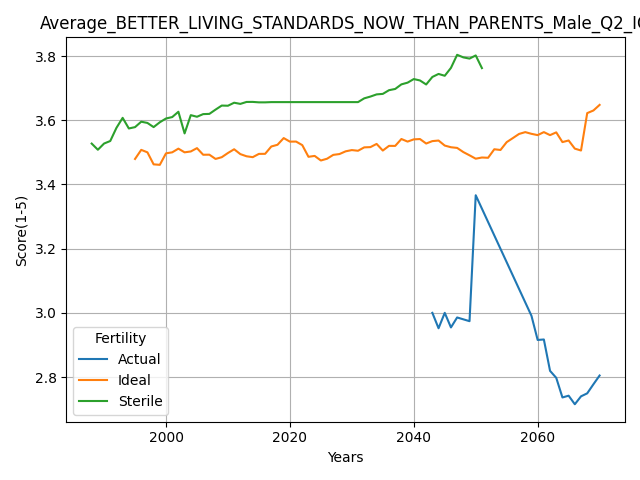 Average_BETTER_LIVING_STANDARDS_NOW_THAN_PARENTS_Male_Q2_IQ
3.8
3.6
3.4
3.2
3.0
2.8
Score(1-5)
Fertility
Actual
Ideal
Sterile
2000
2020
2040
2060
Years